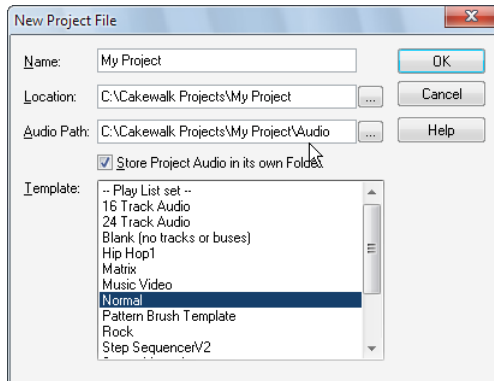 New Project File
Name: My Project
OK
Location: C:\Cakewalk Projects\My Project ...
Cancel
Audio Path: C:\Cakewalk Projects\My Project\Audio ...
Help
Store Project Audio in its own Folder.
Template: -- Play List set --
16 Track Audio
24 Track Audio
Blank (no tracks or buses)
Hip Hop1
Matrix
Music Video
Normal
Pattern Brush Template
Rock
Step SequencerV2